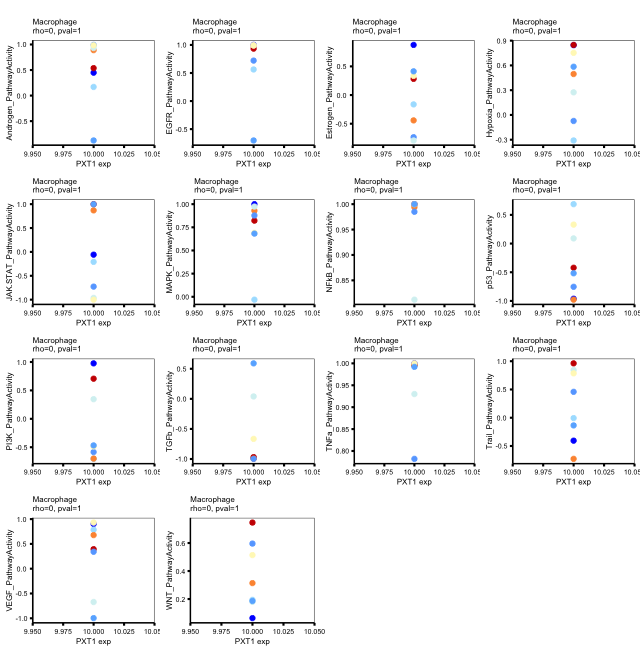 Macrophage
rho=0, pval=1
Androgen_PathwayActivity
1.0
0.5
0.0
-0.5
9.950 9.975 10.000 10.025 10.05
PXT1 exp
Macrophage
rho=0, pval=1
EGFR_PathwayActivity
1.0
0.5
0.0
-0.5
9.950 9.975 10.000 10.025 10.05
PXT1 exp
Macrophage
rho=0, pval=1
Estrogen_PathwayActivity
0.5
0.0
-0.5
9.950 9.975 10.000 10.025 10.05
PXT1 exp
Macrophage
rho=0, pval=1
Hypoxia_PathwayActivity
0.9
0.6
0.3
0.0
-0.3
9.950 9.975 10.000 10.025 10.05
PXT1 exp
Macrophage
rho=0, pval=1
JAK.STAT_PathwayActivity
1.0
0.5
0.0
-0.5
-1.0
9.950 9.975 10.000 10.025 10.05
PXT1 exp
Macrophage
rho=0, pval=1
MAPK_PathwayActivity
1.00
0.75
0.50
0.25
0.00
9.950 9.975 10.000 10.025 10.05
PXT1 exp
Macrophage
rho=0, pval=1
NFkB_PathwayActivity
1.00
0.95
0.90
0.85
9.950 9.975 10.000 10.025 10.05
PXT1 exp
Macrophage
rho=0, pval=1
p53_PathwayActivity
0.5
0.0
-0.5
-1.0
9.950 9.975 10.000 10.025 10.05
PXT1 exp
Macrophage
rho=0, pval=1
PI3K_PathwayActivity
1.0
0.5
0.0
-0.5
9.950 9.975 10.000 10.025 10.05
PXT1 exp
Macrophage
rho=0, pval=1
TGFb_PathwayActivity
0.5
0.0
-0.5
-1.0
9.950 9.975 10.000 10.025 10.05
PXT1 exp
Macrophage
rho=0, pval=1
TNFa_PathwayActivity
1.00
0.95
0.90
0.85
0.80
9.950 9.975 10.000 10.025 10.05
PXT1 exp
Macrophage
rho=0, pval=1
Trail_PathwayActivity
1.0
0.5
0.0
-0.5
9.950 9.975 10.000 10.025 10.05
PXT1 exp
Macrophage
rho=0, pval=1
VEGF_PathwayActivity
1.0
0.5
0.0
-0.5
-1.0
9.950 9.975 10.000 10.025 10.05
PXT1 exp
Macrophage
rho=0, pval=1
WNT_PathwayActivity
0.6
0.4
0.2
9.950 9.975 10.000 10.025 10.050
PXT1 exp